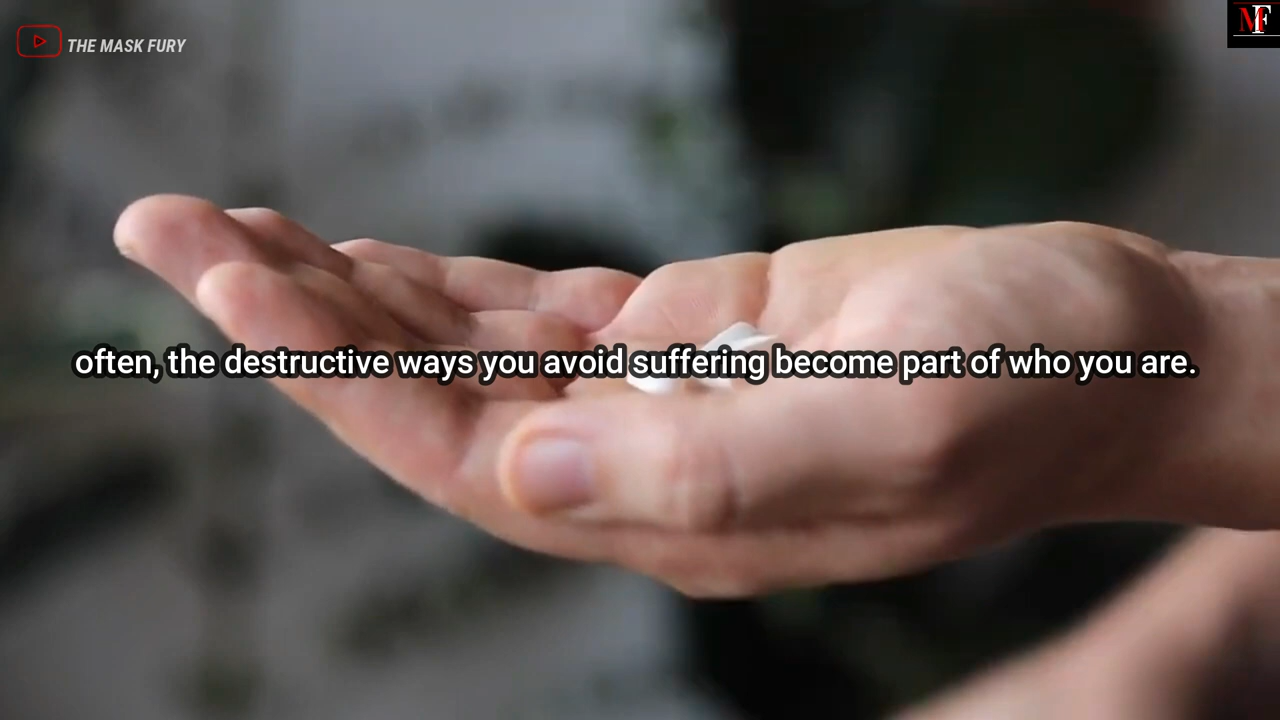 THE MASK FURY
MF
often, the destructive ways you avoid suffering become part of who you are.